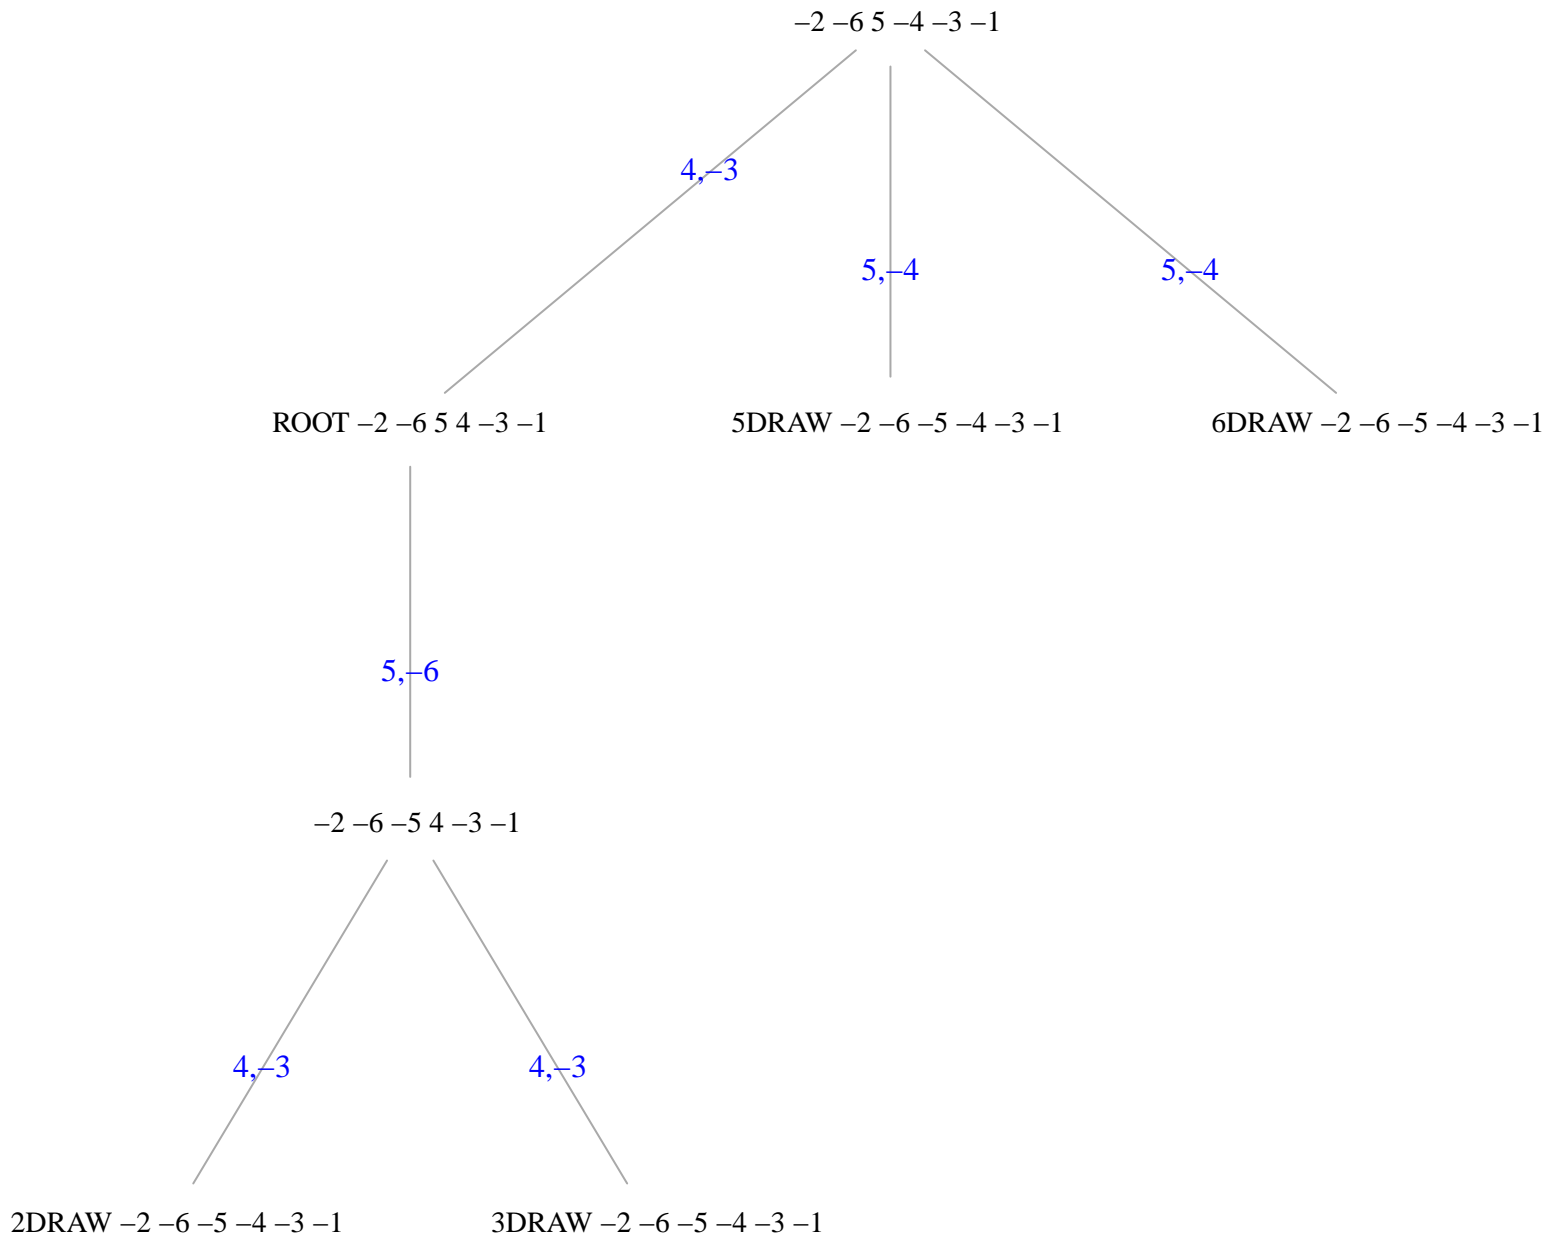 –2 –6 5 –4 –3 –1
4,–3
5,–4
5,–4
ROOT –2 –6 5 4 –3 –1
5DRAW –2 –6 –5 –4 –3 –1
6DRAW –2 –6 –5 –4 –3 –1
5,–6
–2 –6 –5 4 –3 –1
4,–3
4,–3
2DRAW –2 –6 –5 –4 –3 –1
3DRAW –2 –6 –5 –4 –3 –1